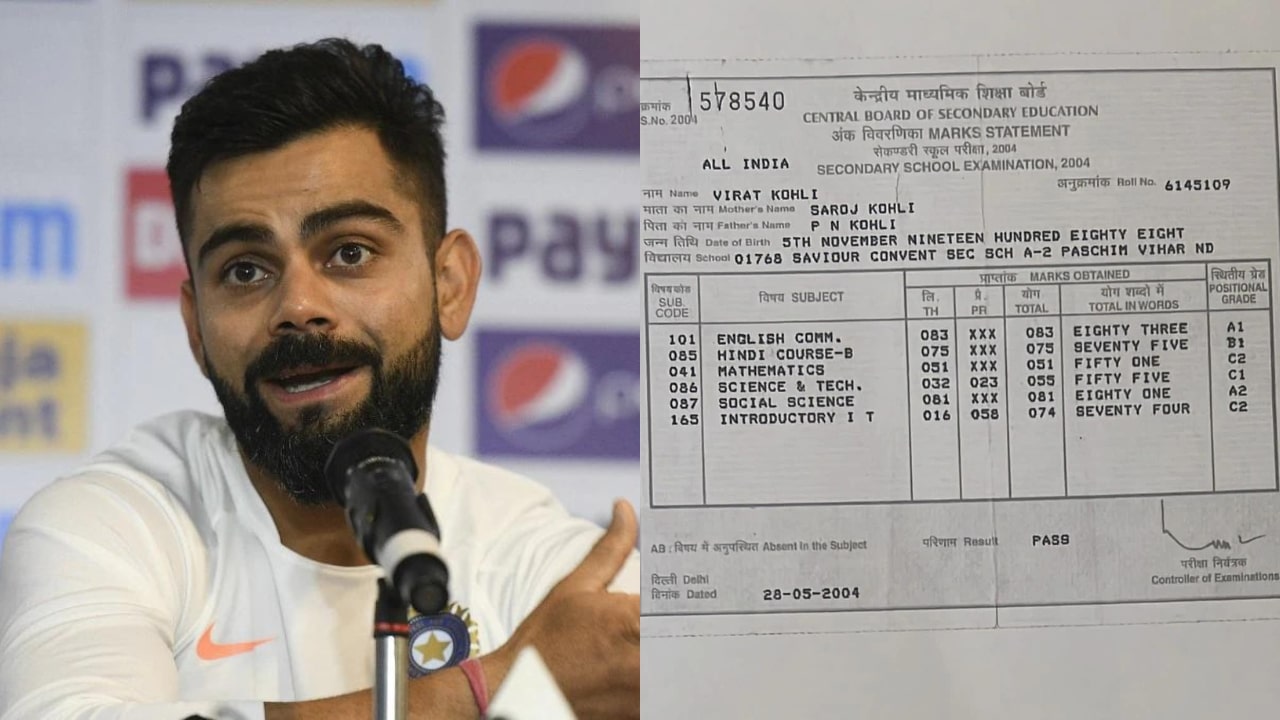 pay
m
pay
ja
nt
क्रमांक 1578540
S.No. 2004
केन्द्रीय माध्यमिक शिक्षा बोर्ड
CENTRAL BOARD OF SECONDARY EDUCATION
अंक विवरणिका MARKS STATEMENT
सेकण्डरी स्कूल परीक्षा, 2004
ALL INDIA SECONDARY SCHOOL EXAMINATION, 2004
अनुक्रमांक Roll No. 6145109
नाम Name VIRAT KOHLI
माता का नाम Mother's Name SAROJ KOHLI
पिता का नाम Father's Name P N KOHLI
जन्म तिथि Date of Birth 5TH NOVEMBER NINETEEN HUNDRED EIGHTY EIGHT
विद्यालय School 01768 SAVIOUR CONVENT SEC SCH A-2 PASCHIM VIHAR ND
विषय कोड SUB. CODE विषय SUBJECT प्राप्तांक MARKS OBTAINED स्थितीय ग्रेड POSITIONAL GRADE
लि. TH प्रै. PR योग TOTAL योग शब्दो में TOTAL IN WORDS
101 ENGLISH COMM. 083 XXX 083 EIGHTY THREE A1
085 HINDI COURSE-B 075 XXX 075 SEVENTY FIVE B1
041 MATHEMATICS 051 XXX 051 FIFTY ONE C2
086 SCIENCE & TECH. 032 023 055 FIFTY FIVE C1
087 SOCIAL SCIENCE 081 XXX 081 EIGHTY ONE A2
165 INTRODUCTORY I T 016 058 074 SEVENTY FOUR C2
AB : विषय में अनुपस्थित Absent in the Subject परिणाम Result PASS
दिल्ली Delhi
दिनांक Dated 28-05-2004
परीक्षा नियंत्रक
Controller of Examinations